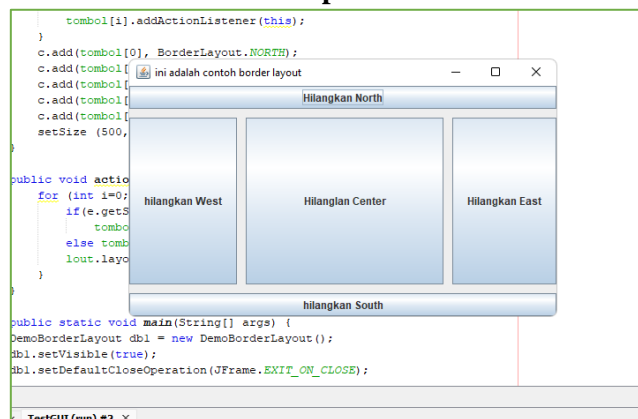 tombol[i].addActionListener(this);
}
c.add(tombol[0], BorderLayout.NORTH);
c.add(tombol[
c.add(tombol[
c.add(tombol[
c.add(tombol[
setSize (500,
}
ini adalah contoh border layout
Hilangkan North
hilangkan West
Hilanglan Center
Hilangkan East
hilangkan South
public void actio
for (int i=0;
if(e.getS
tombo
else tomb
lout.layo
}
}
public static void main(String[] args) {
DemoBorderLayout dbl = new DemoBorderLayout();
dbl.setVisible(true);
dbl.setDefaultCloseOperation(JFrame.EXIT_ON_CLOSE);
TestGUI (run) #2 ×